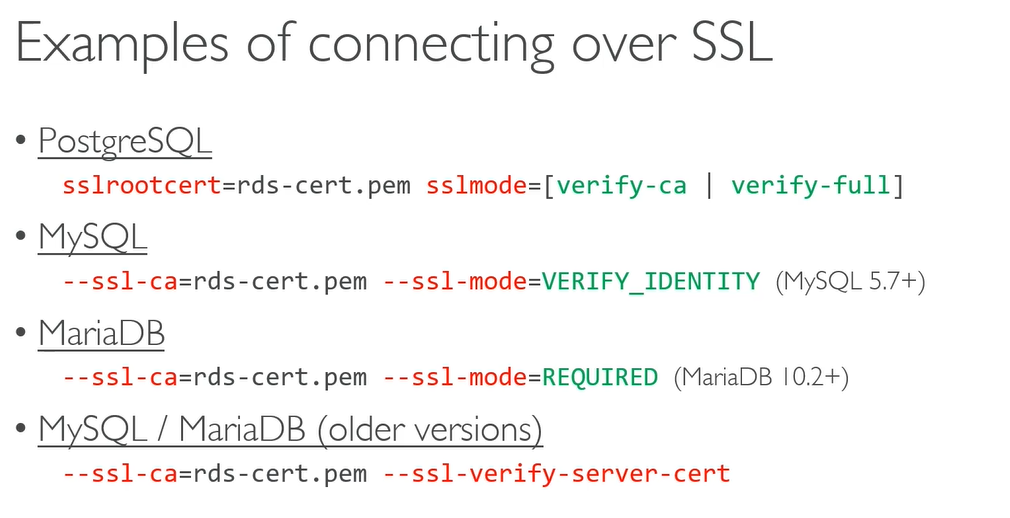 Examples of connecting over SSL
• PostgreSQL
sslrootcert=rds-cert.pem sslmode=[verify-ca | verify-full]
• MySQL
--ssl-ca=rds-cert.pem --ssl-mode=VERIFY_IDENTITY (MySQL 5.7+)
• MariaDB
--ssl-ca=rds-cert.pem --ssl-mode=REQUIRED (MariaDB 10.2+)
• MySQL / MariaDB (older versions)
--ssl-ca=rds-cert.pem --ssl-verify-server-cert